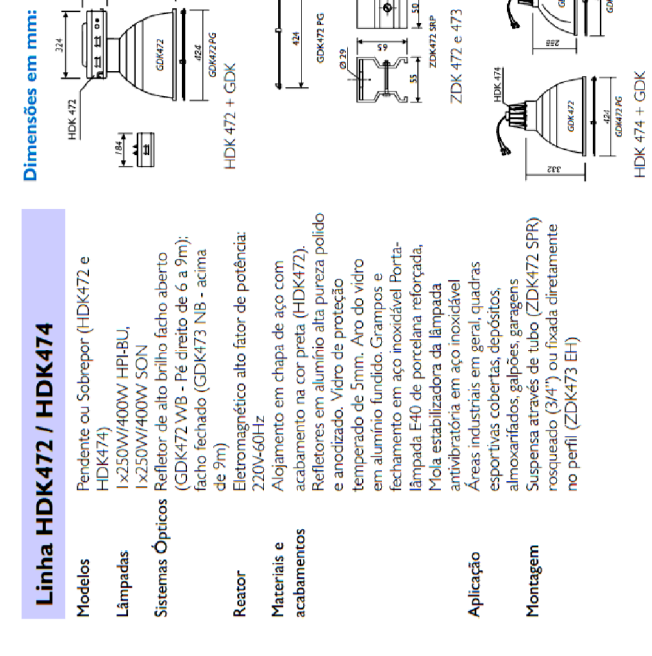 Linha HDK472 / HDK474
Modelos
Pendente ou Sobrepor (HDK472 e
HDK474)
Lâmpadas
1x250W/400W HPI-BU,
1x250W/400W SON
Sistemas Ópticos
Refletor de alto brilho facho aberto
(GDK472 WB - Pé direito de 6 a 9m):
facho fechado (GDK473 NB - acima
de 9m)
Reator
Eletromagnético alto fator de potência:
220V-60Hz
Materiais e
acabamentos
Alojamento em chapa de aço com
acabamento na cor preta (HDK472).
Refletores em alumínio alta pureza polido
e anodizado. Vidro de proteção
temperado de 5mm. Aro do vidro
em alumínio fundido. Grampos e
fechamento em aço inoxidável Porta-
lâmpada E40 de porcelana reforçada,
Mola estabilizadora da lâmpada
antivibratória em aço inoxidável
Aplicação
Áreas industriais em geral, quadras
esportivas cobertas, depósitos,
almoxarifados, galpões, garagens
Montagem
Suspensa através de tubo (ZDK472 SPR)
rosqueado (3/4") ou fixada diretamente
no perfil (ZDK473 EH)
Dimensões em mm:
324
HDK 472
GDK472
424
GDK472PG
184
HDK 472 + GDK
424
GDK472 PG
50
Ø 29
65
55
ZDK472 SRP
ZDK 472 e 473
288
HDK 474
GDK472
424
GDK472PG
332
HDK 474 + GDK